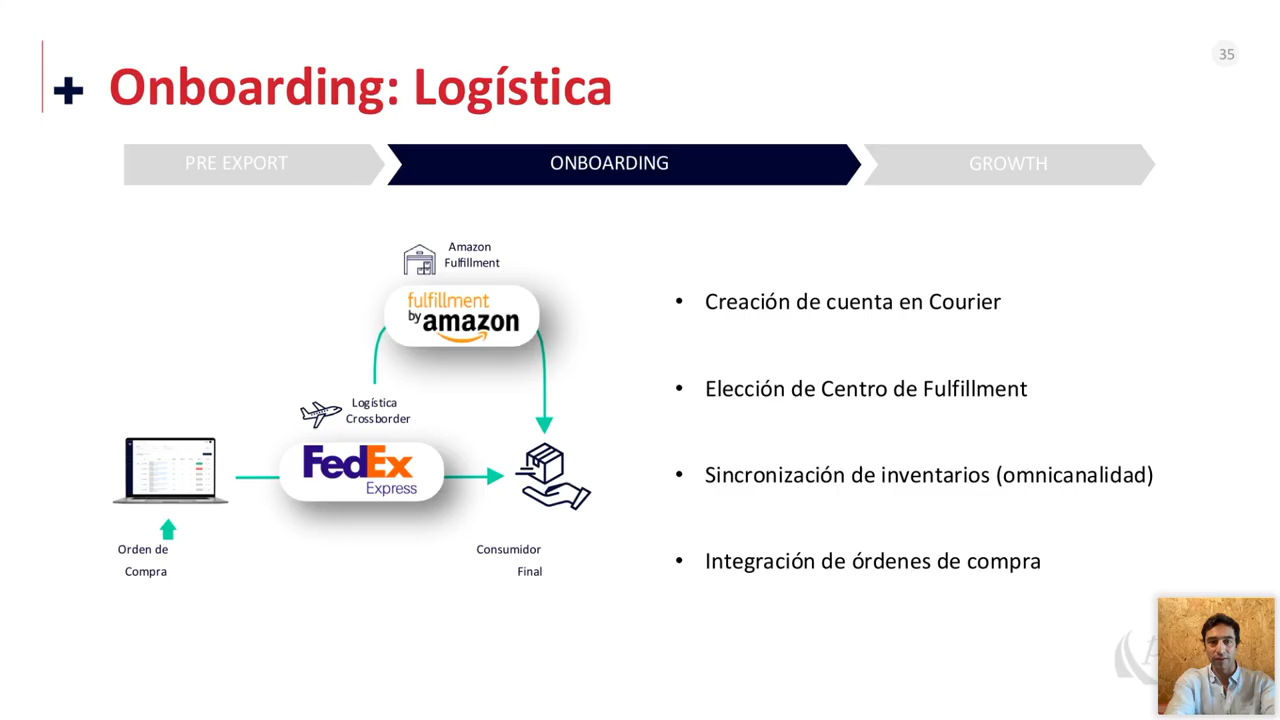 35
+ Onboarding: Logística
PRE EXPORT
ONBOARDING
GROWTH
Amazon
Fulfillment
fulfillment
by amazon
Logística
Crossborder
FedEx
Express
Orden de
Compra
Consumidor
Final
• Creación de cuenta en Courier
• Elección de Centro de Fulfillment
• Sincronización de inventarios (omnicanalidad)
• Integración de órdenes de compra